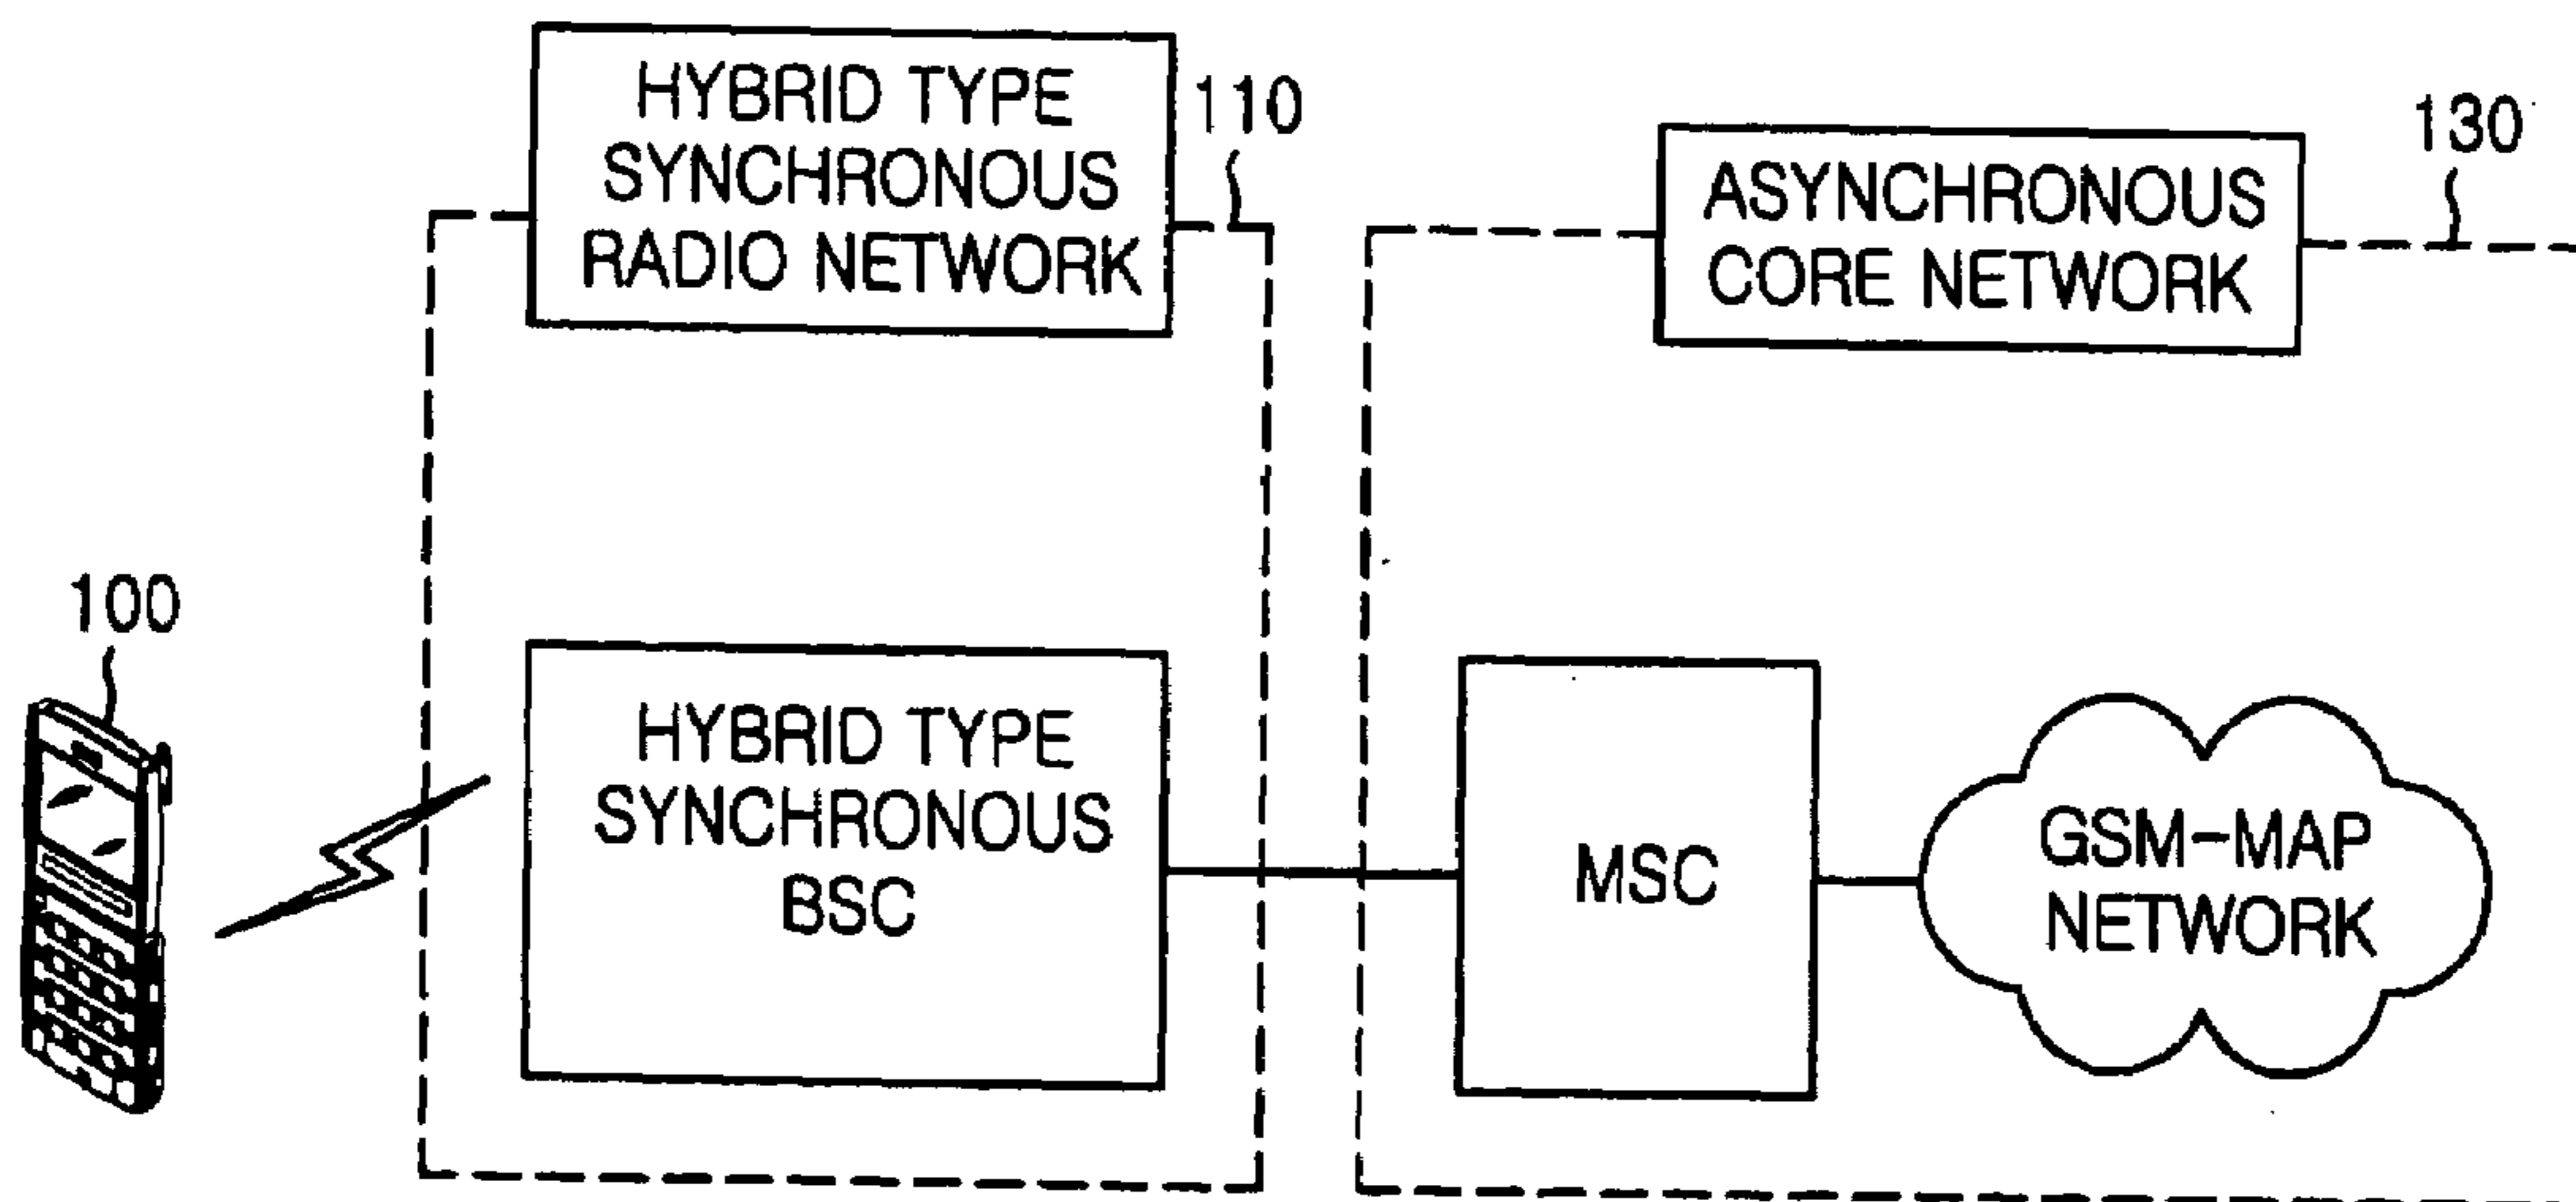 HYBRID TYPE
SYNCHRONOUS
RADIO NETWORK
110
ASYNCHRONOUS
CORE NETWORK
130
100
HYBRID TYPE
SYNCHRONOUS
BSC
MSC
GSM-MAP
NETWORK